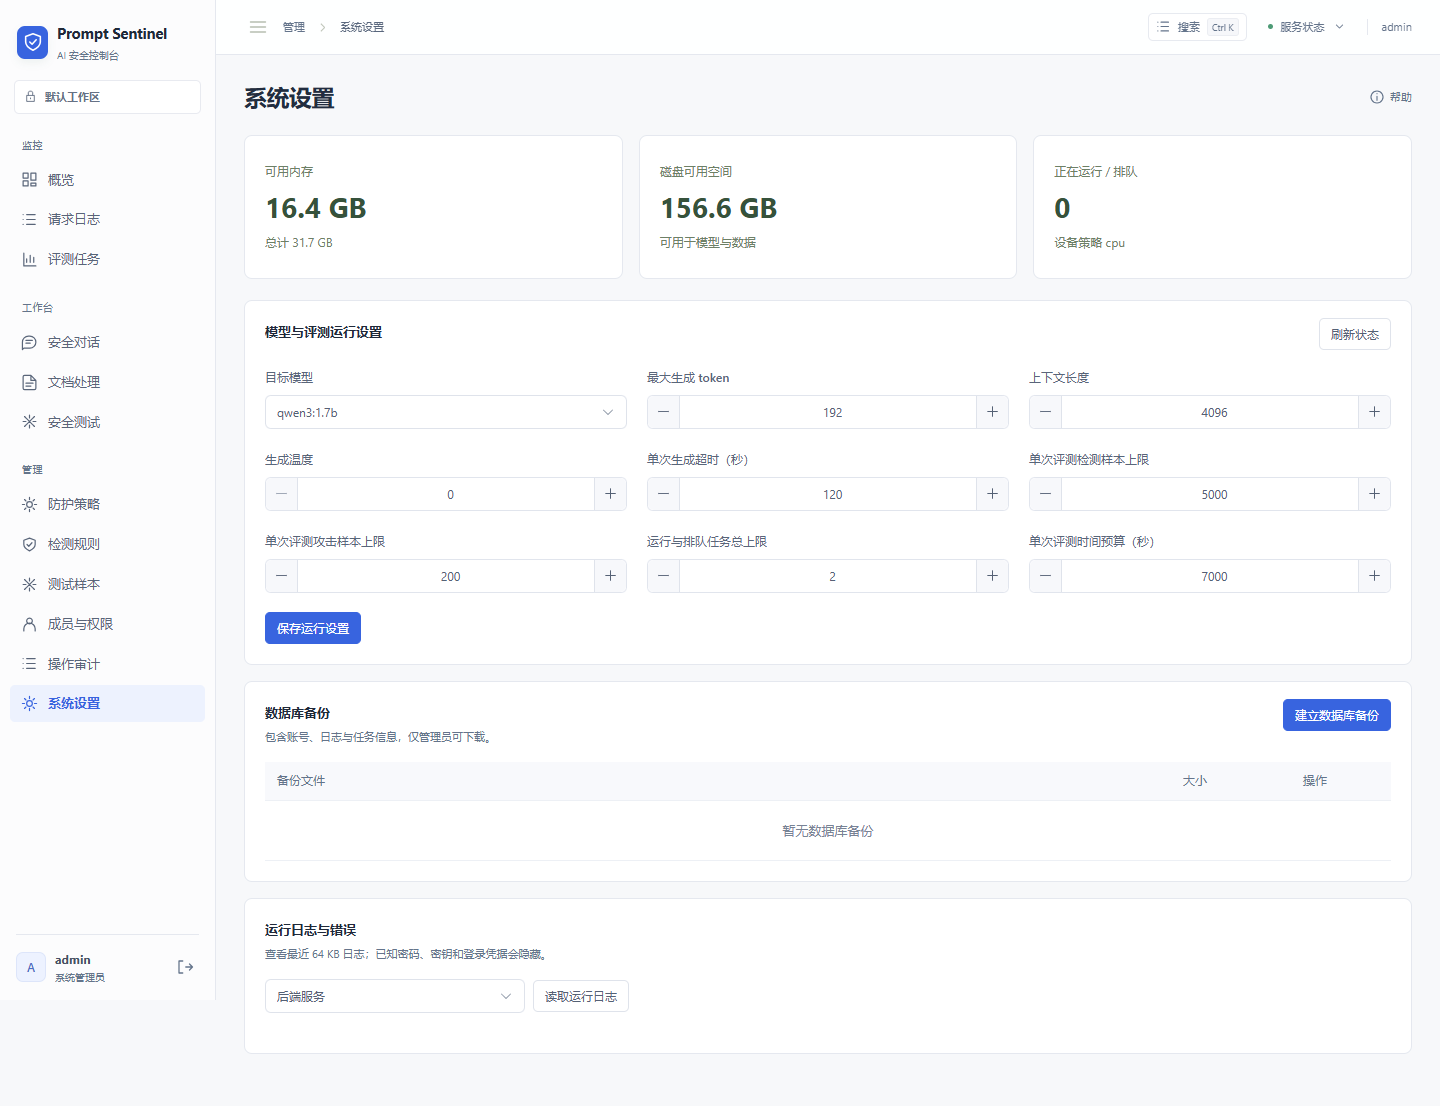 Prompt Sentinel
AI 安全控制台
默认工作区
监控
概览
请求日志
评测任务
工作台
安全对话
文档处理
安全测试
管理
防护策略
检测规则
测试样本
成员与权限
操作审计
系统设置
A
admin
系统管理员
管理
系统设置
搜索 Ctrl K
服务状态
admin
系统设置
帮助
可用内存
16.4 GB
总计 31.7 GB
磁盘可用空间
156.6 GB
可用于模型与数据
正在运行 / 排队
0
设备策略 cpu
模型与评测运行设置
刷新状态
目标模型
qwen3:1.7b
最大生成 token
192
上下文长度
4096
生成温度
0
单次生成超时（秒）
120
单次评测检测样本上限
5000
单次评测攻击样本上限
200
运行与排队任务总上限
2
单次评测时间预算（秒）
7000
保存运行设置
数据库备份
包含账号、日志与任务信息，仅管理员可下载。
建立数据库备份
备份文件 大小 操作
暂无数据库备份
运行日志与错误
查看最近 64 KB 日志；已知密码、密钥和登录凭据会隐藏。
后端服务
读取运行日志